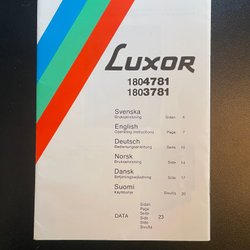 LUXOR
1804781
1803781
Svenska
Bruksanvisning Sidan 4
English
Operating Instructions Page 7
Deutsch
Bedienungsanleitung Seite 10
Norsk
Bruksanvisning Side 14
Dansk
Betjeningsvejledning Side 17
Suomi
Käyttöohje Sivulta 20
Sidan
Page
Seite
DATA Side 23
Side
Sivulta